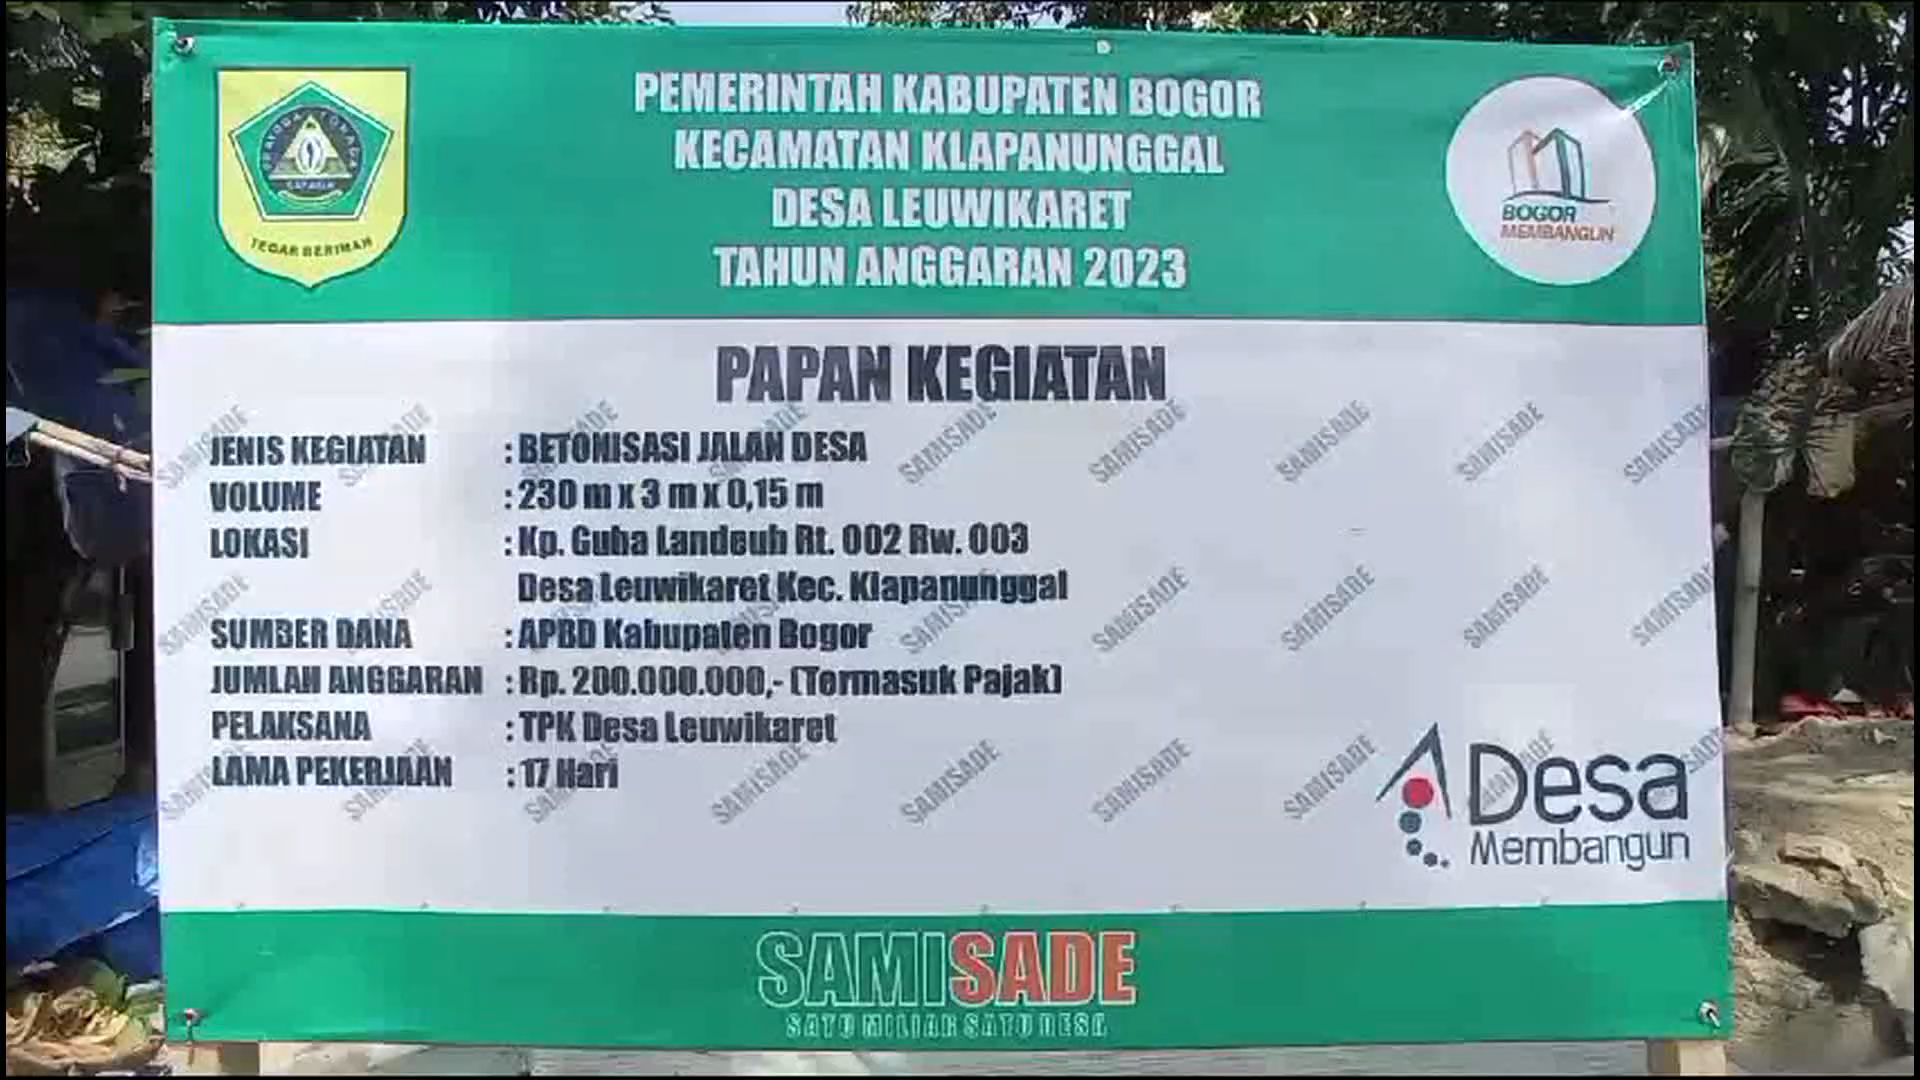 PEMERINTAH KABUPATEN BOGOR
KECAMATAN KLAPANUNGGAL
DESA LEUWIKARET
TAHUN ANGGARAN 2023
TEGAR BERIMAN
BOGOR
MEMBANGUN
PAPAN KEGIATAN
JENIS KEGIATAN : BETONISASI JALAN DESA
VOLUME : 230 m x 3 m x 0,15 m
LOKASI : Kp. Guha Landeuh Rt. 002 Rw. 003
Desa Leuwikaret Kec. Klapanunggal
SUMBER DANA : APBD Kabupaten Bogor
JUMLAH ANGGARAN : Rp. 200.000.000,- (Termasuk Pajak)
PELAKSANA : TPK Desa Leuwikaret
LAMA PEKERJAAN : 17 Hari
Desa
Membangun
SAMISADE
SATU MILIAR SATU DESA